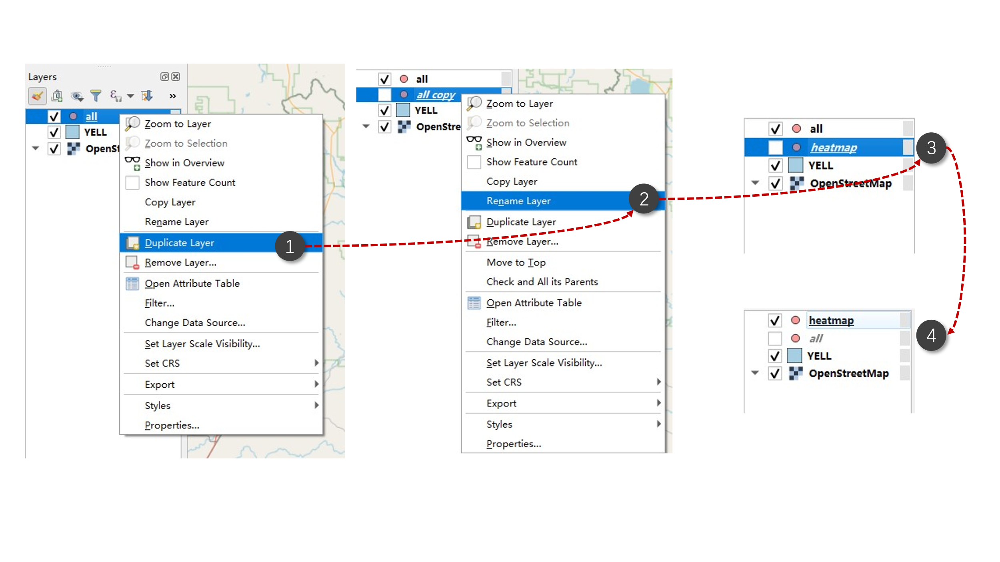 Layers
all
YELL
OpenSt
Zoom to Layer
Zoom to Selection
Show in Overview
Show Feature Count
Copy Layer
Rename Layer
Duplicate Layer
1
Remove Layer...
Open Attribute Table
Filter...
Change Data Source...
Set Layer Scale Visibility...
Set CRS
Export
Styles
Properties...
all
all copy
YELL
OpenStre
Zoom to Layer
Zoom to Selection
Show in Overview
Show Feature Count
Copy Layer
Rename Layer
2
Duplicate Layer
Remove Layer...
Move to Top
Check and All its Parents
Open Attribute Table
Filter...
Change Data Source...
Set Layer Scale Visibility...
Set CRS
Export
Styles
Properties...
all
heatmap
3
YELL
OpenStreetMap
heatmap
all
4
YELL
OpenStreetMap